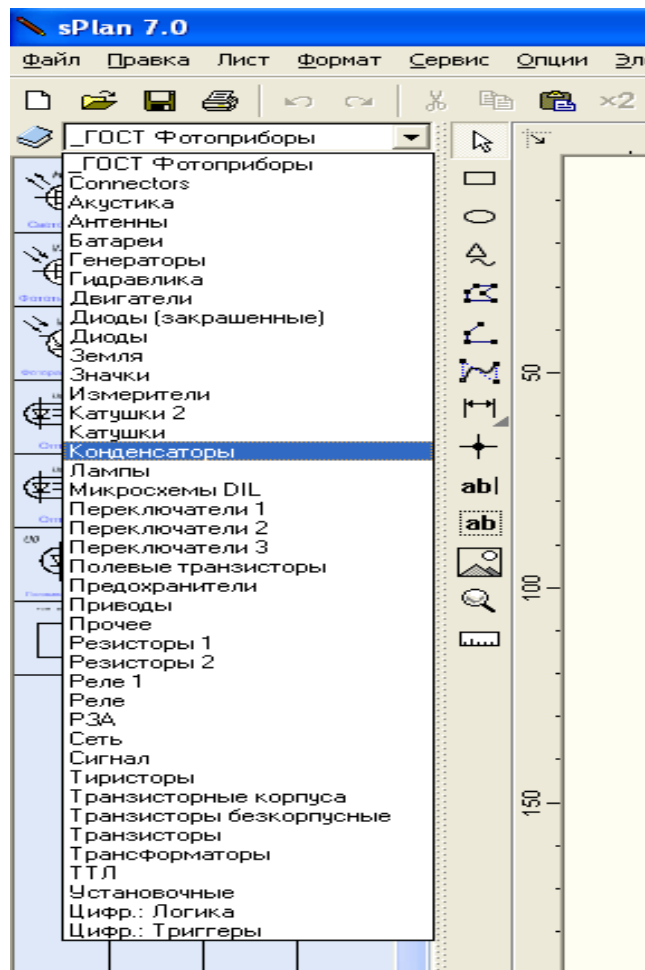 sPlan 7.0
Файл Правка Лист Формат Сервис Опции
×2
_ГОСТ Фотоприборы
_ГОСТ Фотоприборы
Connectors
Акустика
Антенны
Батареи
Генераторы
Гидравлика
Двигатели
Диоды (закрашенные)
Диоды
Земля
Значки
Измерители
Катушки 2
Катушки
Конденсаторы
Лампы
Микросхемы DIL
Переключатели 1
Переключатели 2
Переключатели 3
Полевые транзисторы
Предохранители
Приводы
Прочее
Резисторы 1
Резисторы 2
Реле 1
Реле
РЗА
Сеть
Сигнал
Тиристоры
Транзисторные корпуса
Транзисторы безкорпусные
Транзисторы
Трансформаторы
ТТЛ
Установочные
Цифр.: Логика
Цифр.: Триггеры
ab
ab
50
100
150